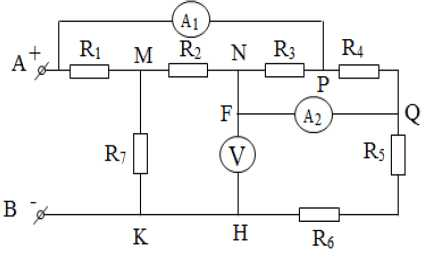 A₁
A + R₁ M R₂ N R₃ P R₄
F A₂ Q
R₇ V R₅
B - K H R₆